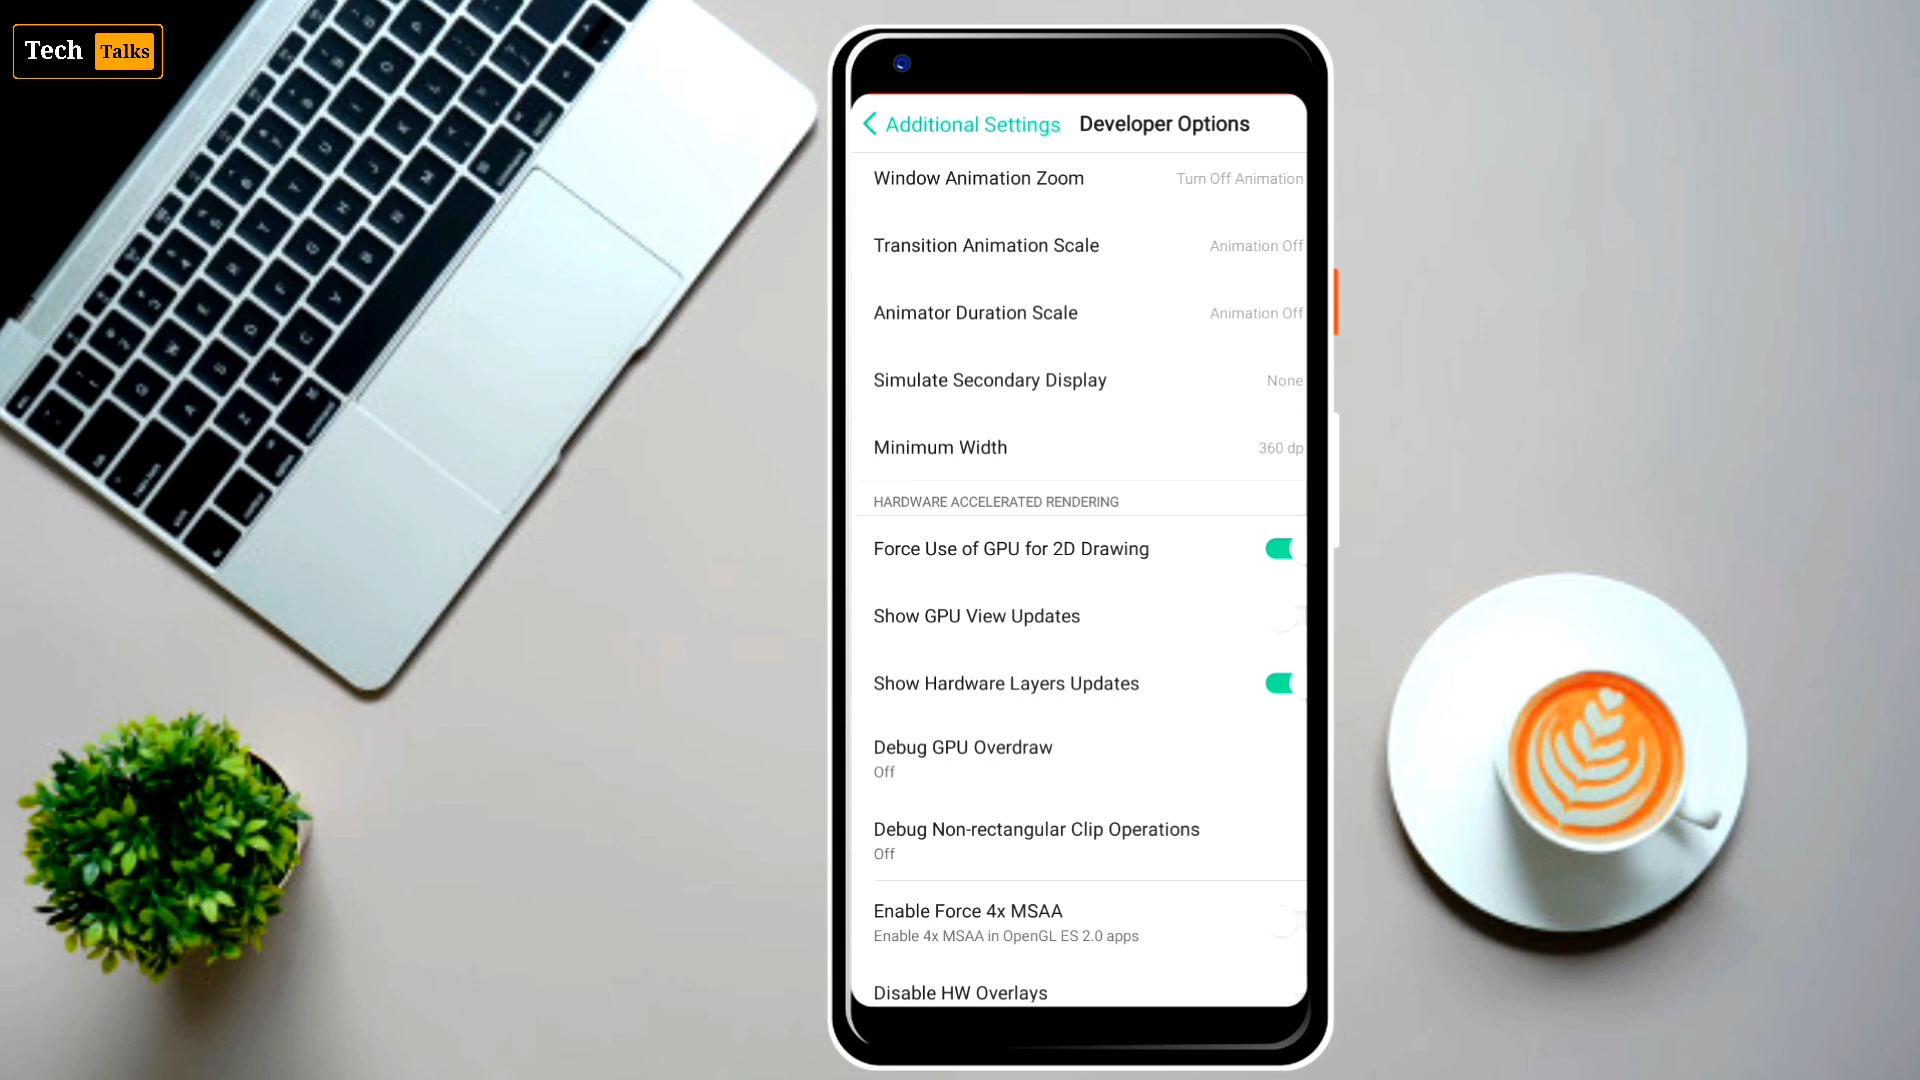 Tech Talks
Additional Settings Developer Options
Window Animation Zoom Turn Off Animation
Transition Animation Scale Animation Off
Animator Duration Scale Animation Off
Simulate Secondary Display None
Minimum Width 360 dp
HARDWARE ACCELERATED RENDERING
Force Use of GPU for 2D Drawing
Show GPU View Updates
Show Hardware Layers Updates
Debug GPU Overdraw
Off
Debug Non-rectangular Clip Operations
Off
Enable Force 4x MSAA
Enable 4x MSAA in OpenGL ES 2.0 apps
Disable HW Overlays